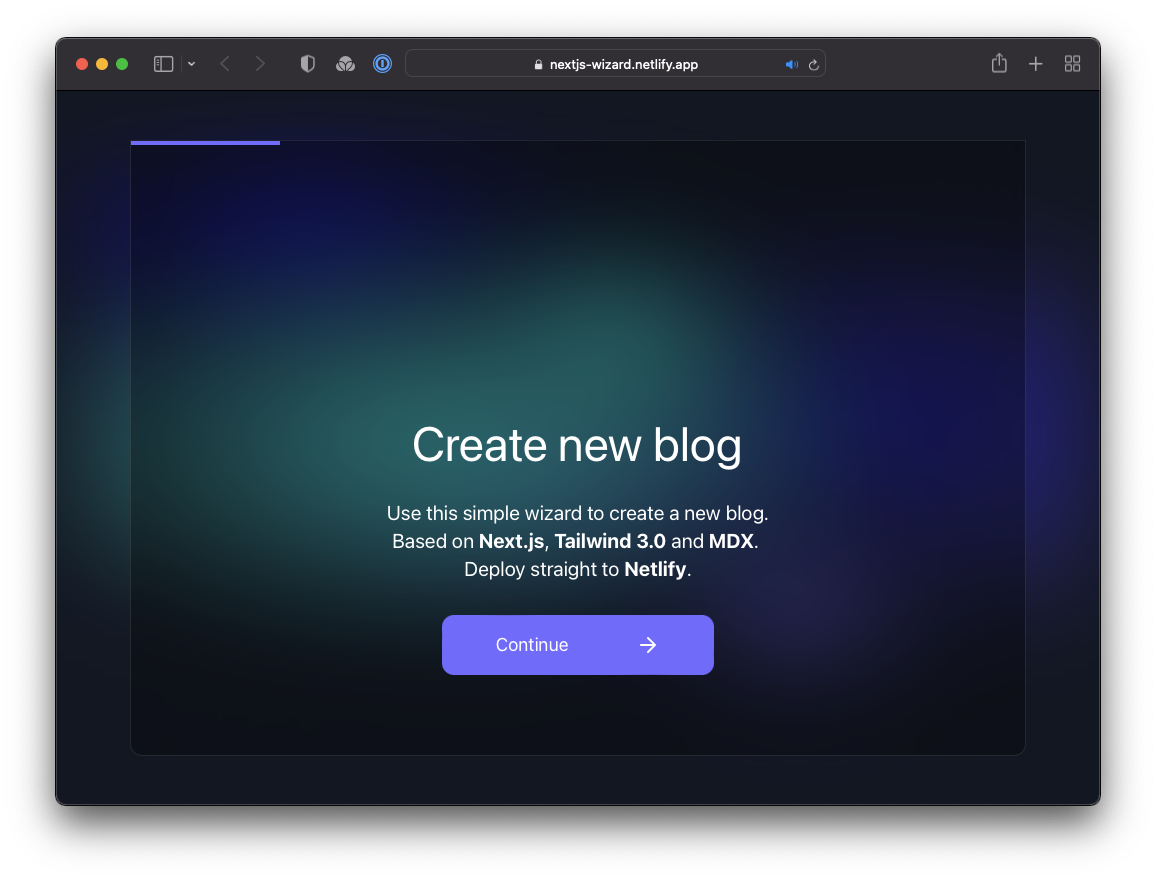 nextjs-wizard.netlify.app
Create new blog
Use this simple wizard to create a new blog.
Based on Next.js, Tailwind 3.0 and MDX.
Deploy straight to Netlify.
Continue